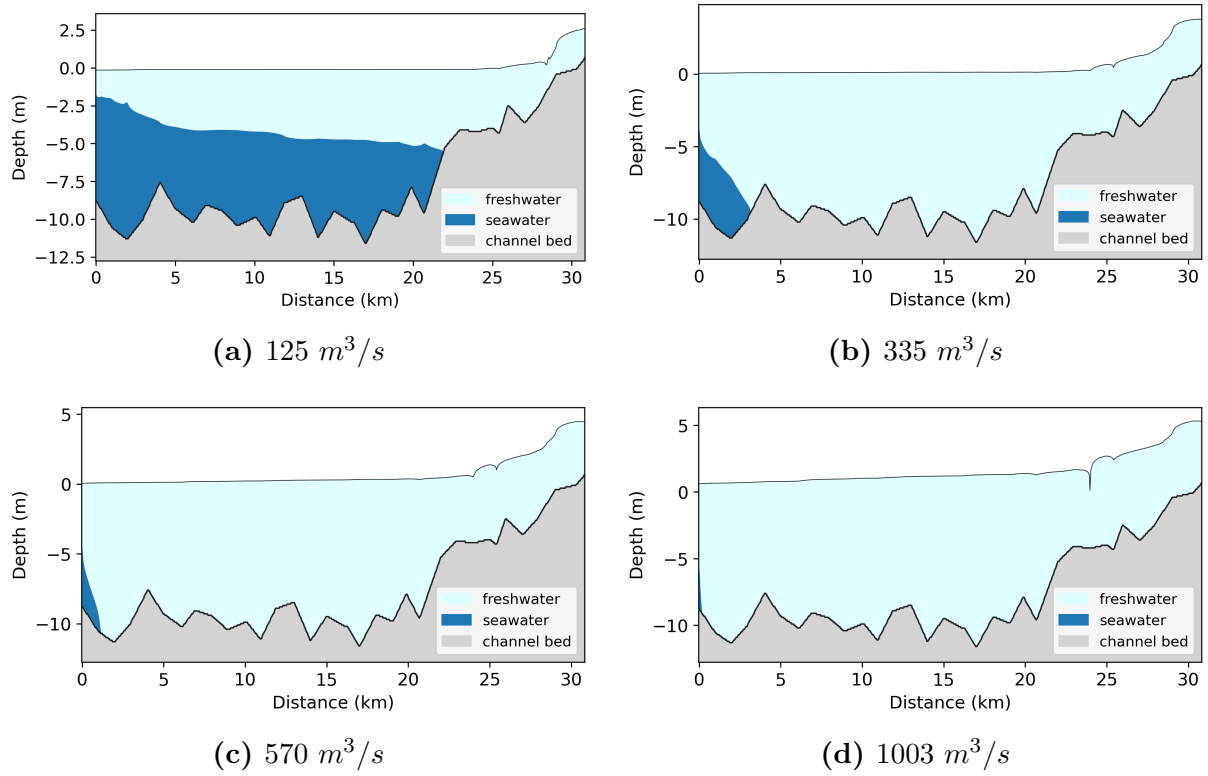 2.5
0.0
−2.5
−5.0
−7.5
−10.0
−12.5
Depth (m)
freshwater
seawater
channel bed
0 5 10 15 20 25 30
Distance (km)
(a) 125 m³/s
0
−5
−10
Depth (m)
freshwater
seawater
channel bed
0 5 10 15 20 25 30
Distance (km)
(b) 335 m³/s
5
0
−5
−10
Depth (m)
freshwater
seawater
channel bed
0 5 10 15 20 25 30
Distance (km)
(c) 570 m³/s
5
0
−5
−10
Depth (m)
freshwater
seawater
channel bed
0 5 10 15 20 25 30
Distance (km)
(d) 1003 m³/s